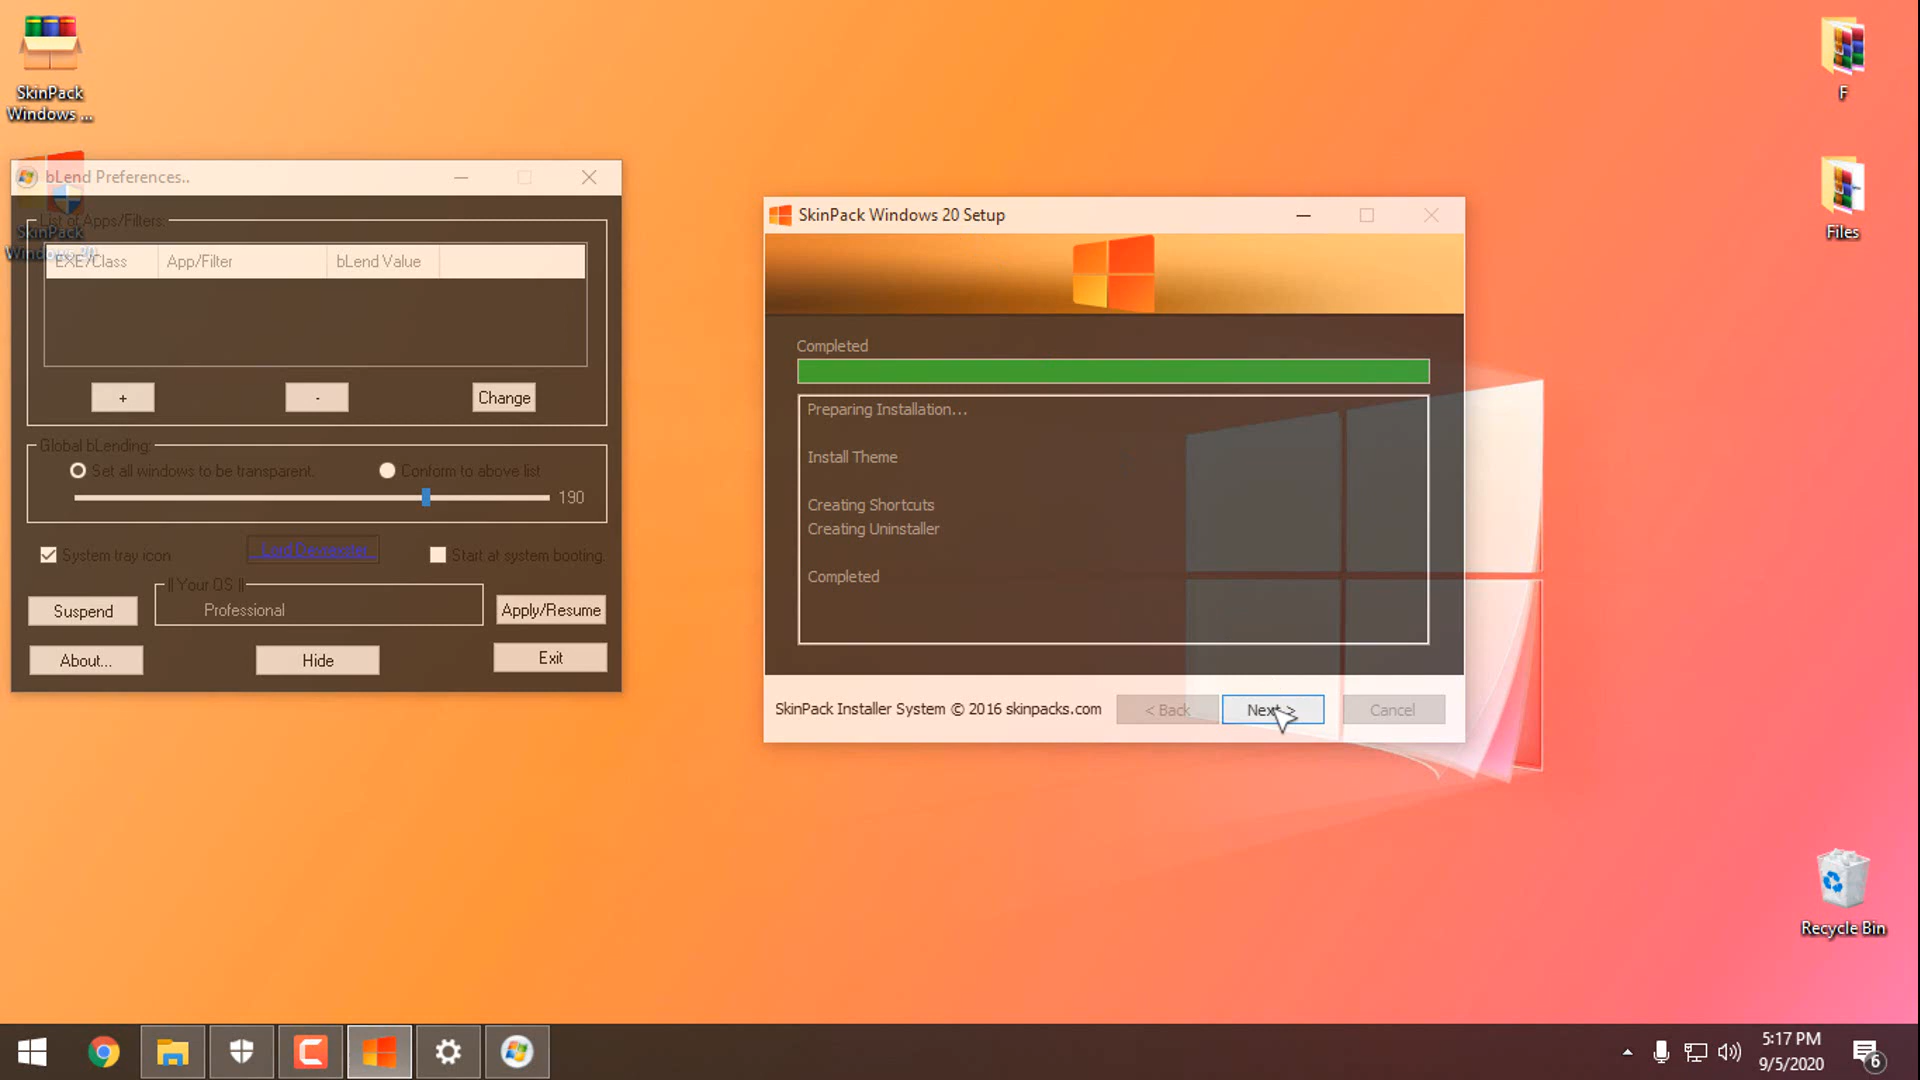 SkinPack
Windows ...
SkinPack
bLend Preferences..
List of Apps/Filters:
EXE/Class
App/Filter
bLend Value
+
-
Change
Global bLending:
Set all windows to be transparent.
Conform to above list
190
System tray icon
Start at system booting.
|| Your OS ||
Suspend
Professional
Apply/Resume
About...
Hide
Exit
SkinPack Windows 20 Setup
Completed
Preparing Installation...
Install Theme
Creating Shortcuts
Creating Uninstaller
Completed
SkinPack Installer System © 2016 skinpacks.com
< Back
Next >
Cancel
F
Files
Recycle Bin
5:17 PM
9/5/2020
6